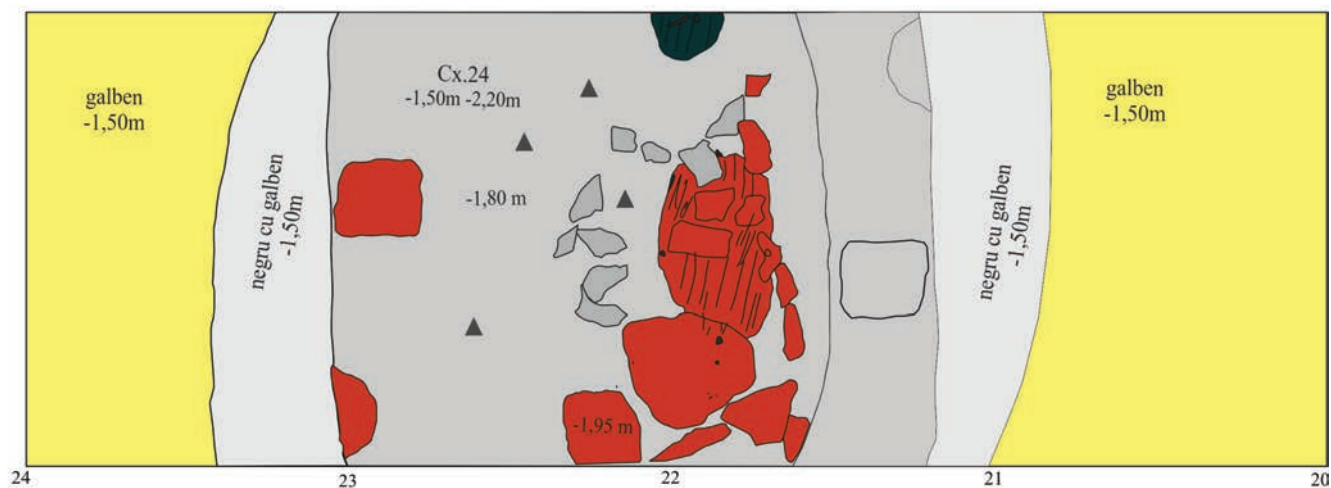 Cx.24
-1,50m -2,20m
galben
-1,50m
galben
-1,50m
negru cu galben
-1,50m
-1,80 m
negru cu galben
-1,50m
-1,95 m
24
23
22
21
20